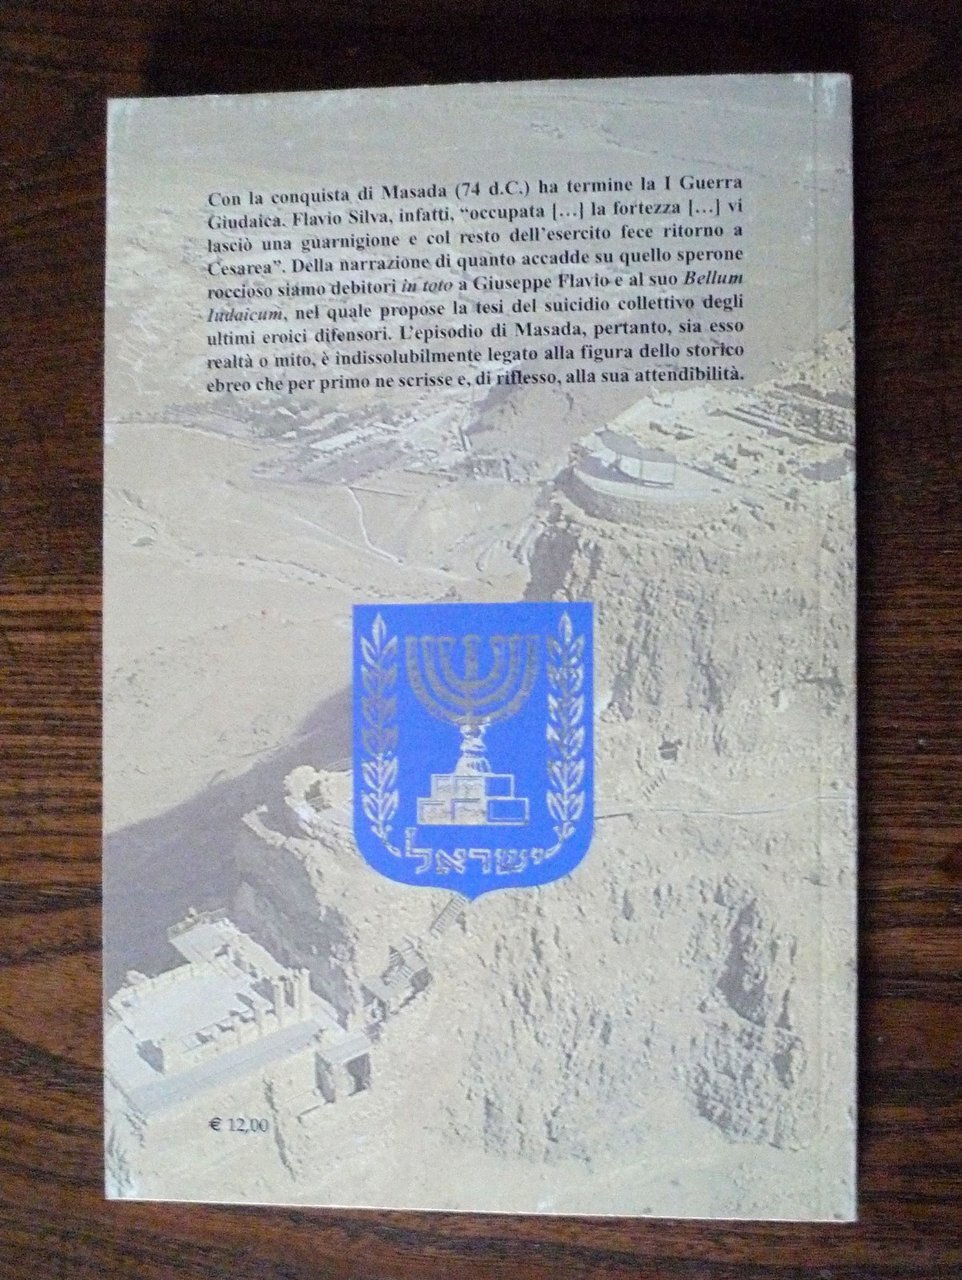 Con la conquista di Masada (74 d.C.) ha termine la I Guerra
Giudaica. Flavio Silva, infatti, “occupata [...] la fortezza [...] vi
lasciò una guarnigione e col resto dell’esercito fece ritorno a
Cesarea”. Della narrazione di quanto accadde su quello sperone
roccioso siamo debitori in toto a Giuseppe Flavio e al suo Bellum
Iudaicum, nel quale propose la tesi del suicidio collettivo degli
ultimi eroici difensori. L’episodio di Masada, pertanto, sia esso
realtà o mito, è indissolubilmente legato alla figura dello storico
ebreo che per primo ne scrisse e, di riflesso, alla sua attendibilità.
ישראל
€ 12,00